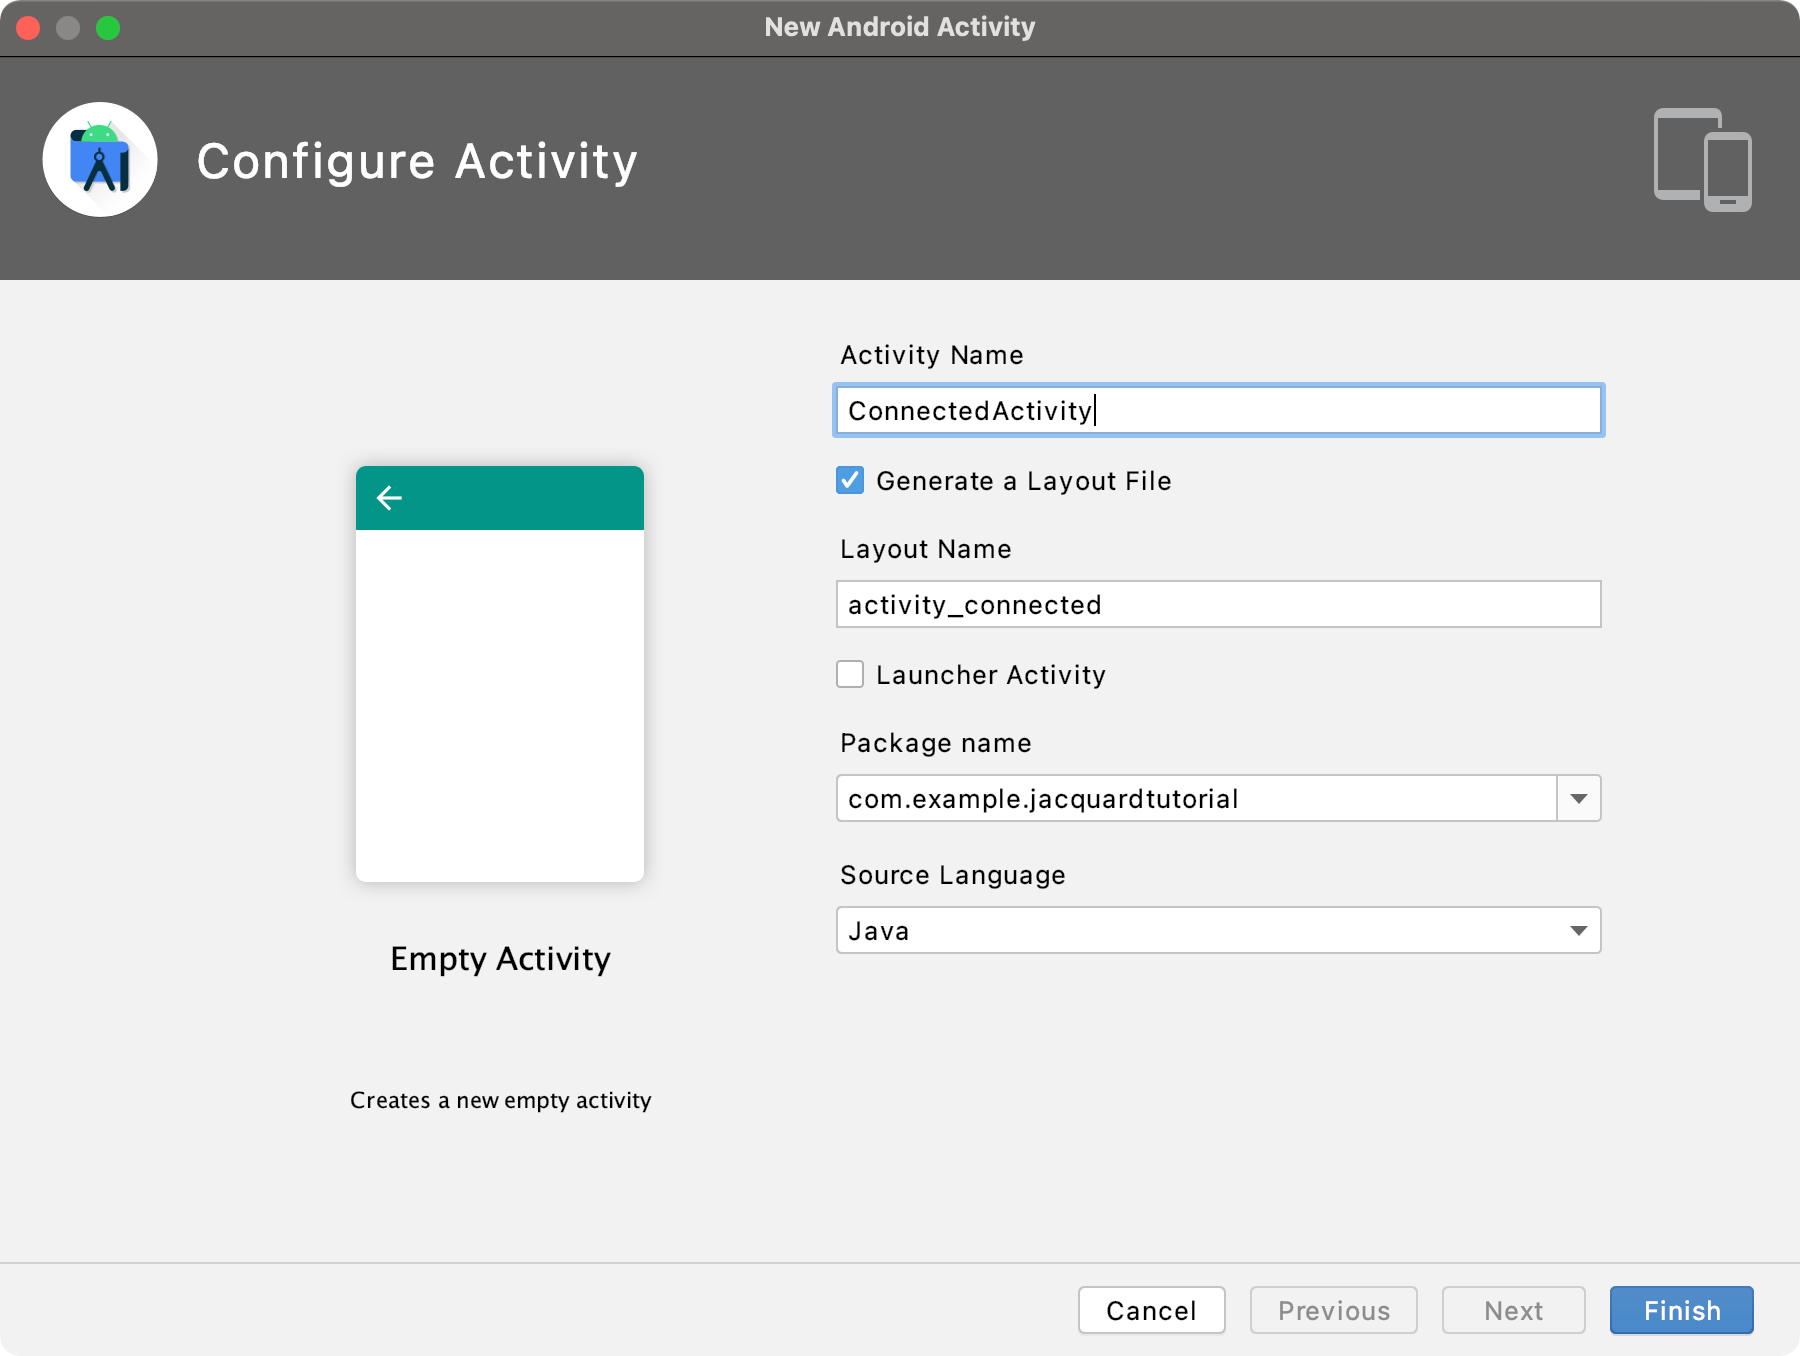 New Android Activity
Configure Activity
Activity Name
ConnectedActivity
Generate a Layout File
Layout Name
activity_connected
Launcher Activity
Package name
com.example.jacquardtutorial
Source Language
Java
Empty Activity
Creates a new empty activity
Cancel
Previous
Next
Finish